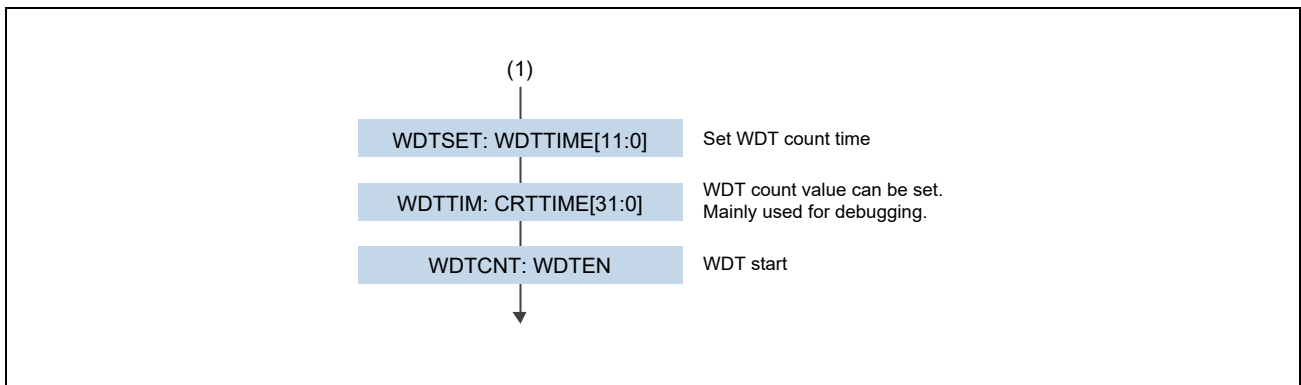 (1)
WDTSET: WDTTIME[11:0]
Set WDT count time
WDTTIM: CRTTIME[31:0]
WDT count value can be set.
Mainly used for debugging.
WDTCNT: WDTEN
WDT start